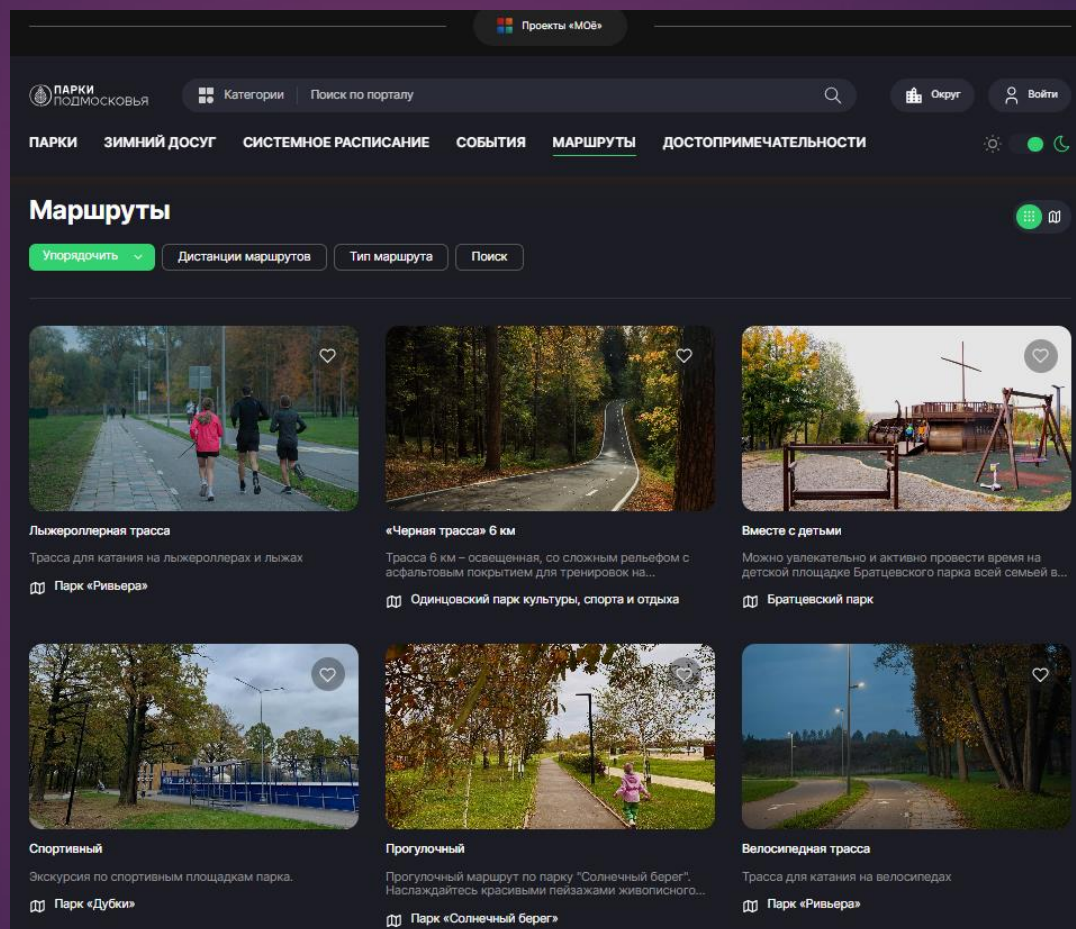 Проекты «МОё»
ПАРКИ
ПОДМОСКОВЬЯ
Категории
Поиск по порталу
Округ
Войти
ПАРКИ ЗИМНИЙ ДОСУГ СИСТЕМНОЕ РАСПИСАНИЕ СОБЫТИЯ МАРШРУТЫ ДОСТОПРИМЕЧАТЕЛЬНОСТИ
Маршруты
Упорядочить Дистанции маршрутов Тип маршрута Поиск
Лыжероллерная трасса
Трасса для катания на лыжероллерах и лыжах
Парк «Ривьера»
«Черная трасса» 6 км
Трасса 6 км – освещенная, со сложным рельефом с
асфальтовым покрытием для тренировок на...
Одинцовский парк культуры, спорта и отдыха
Вместе с детьми
Можно увлекательно и активно провести время на
детской площадке Братцевского парка всей семьей в...
Братцевский парк
Спортивный
Экскурсия по спортивным площадкам парка.
Парк «Дубки»
Прогулочный
Прогулочный маршрут по парку "Солнечный берег".
Наслаждайтесь красивыми пейзажами живописного...
Парк «Солнечный берег»
Велосипедная трасса
Трасса для катания на велосипедах
Парк «Ривьера»